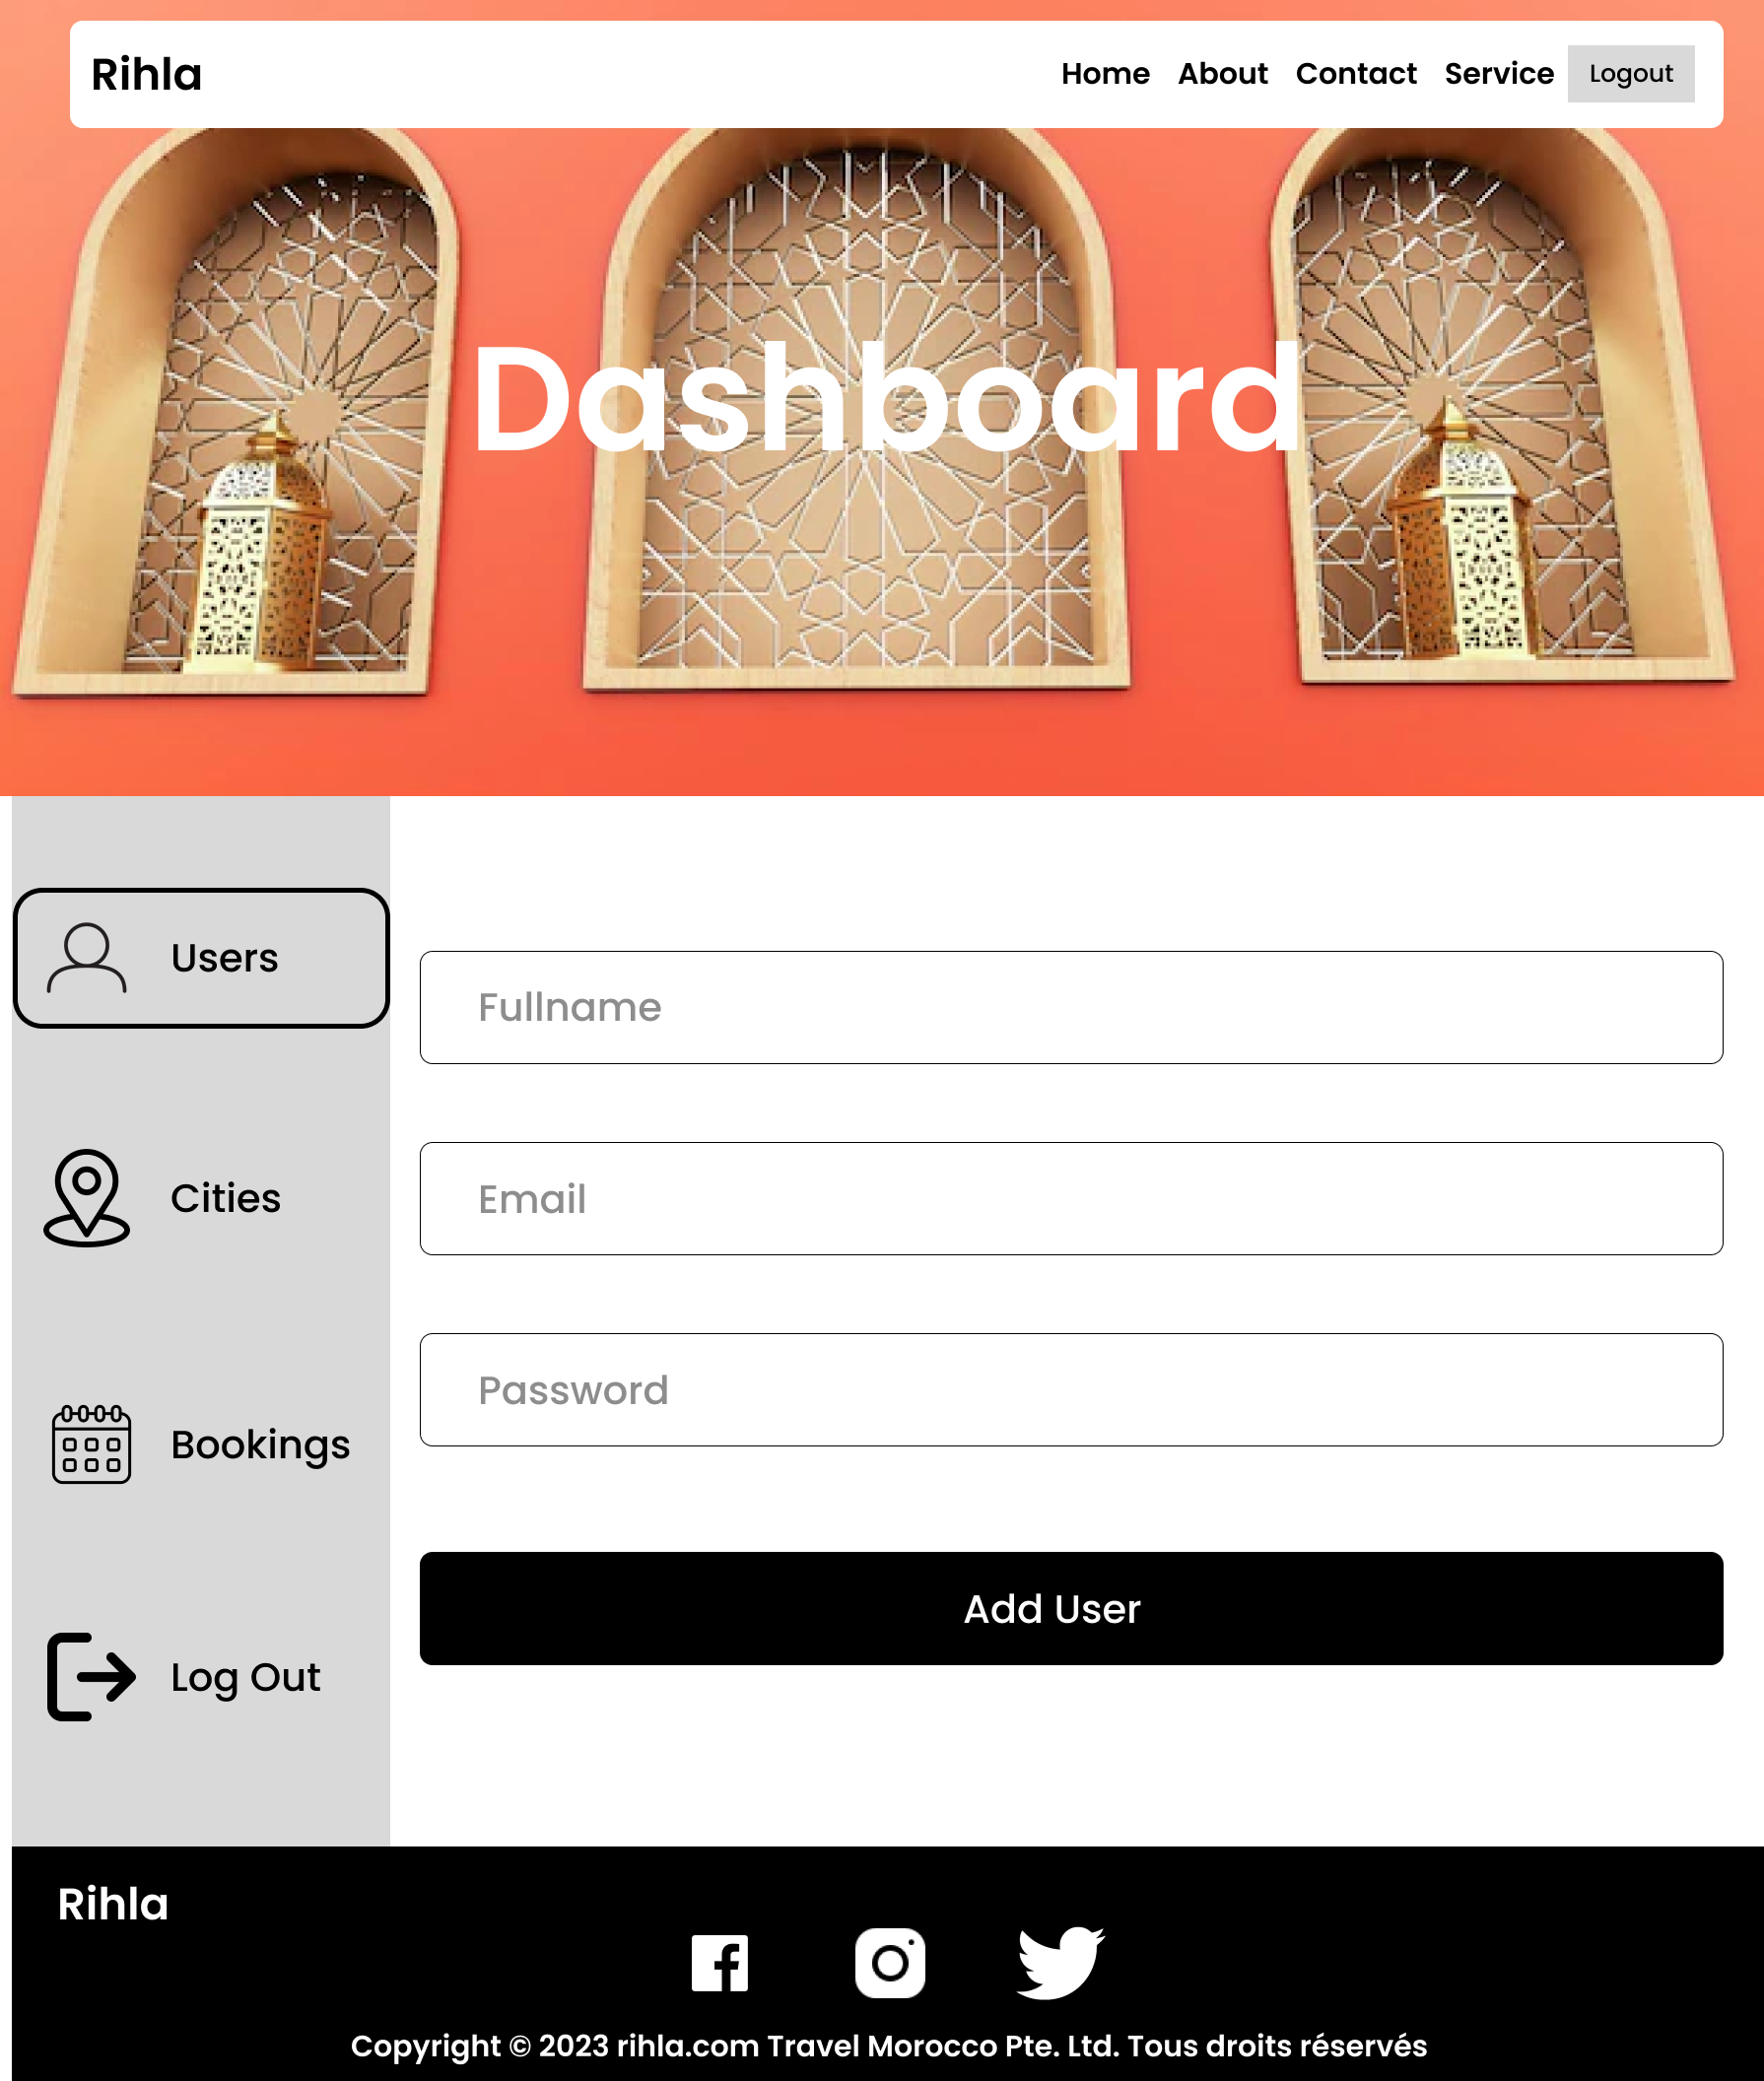 Rihla
Home About Contact Service Logout
Dashboard
Users
Fullname
Cities
Email
Bookings
Password
Log Out
Add User
Rihla
Copyright © 2023 rihla.com Travel Morocco Pte. Ltd. Tous droits réservés